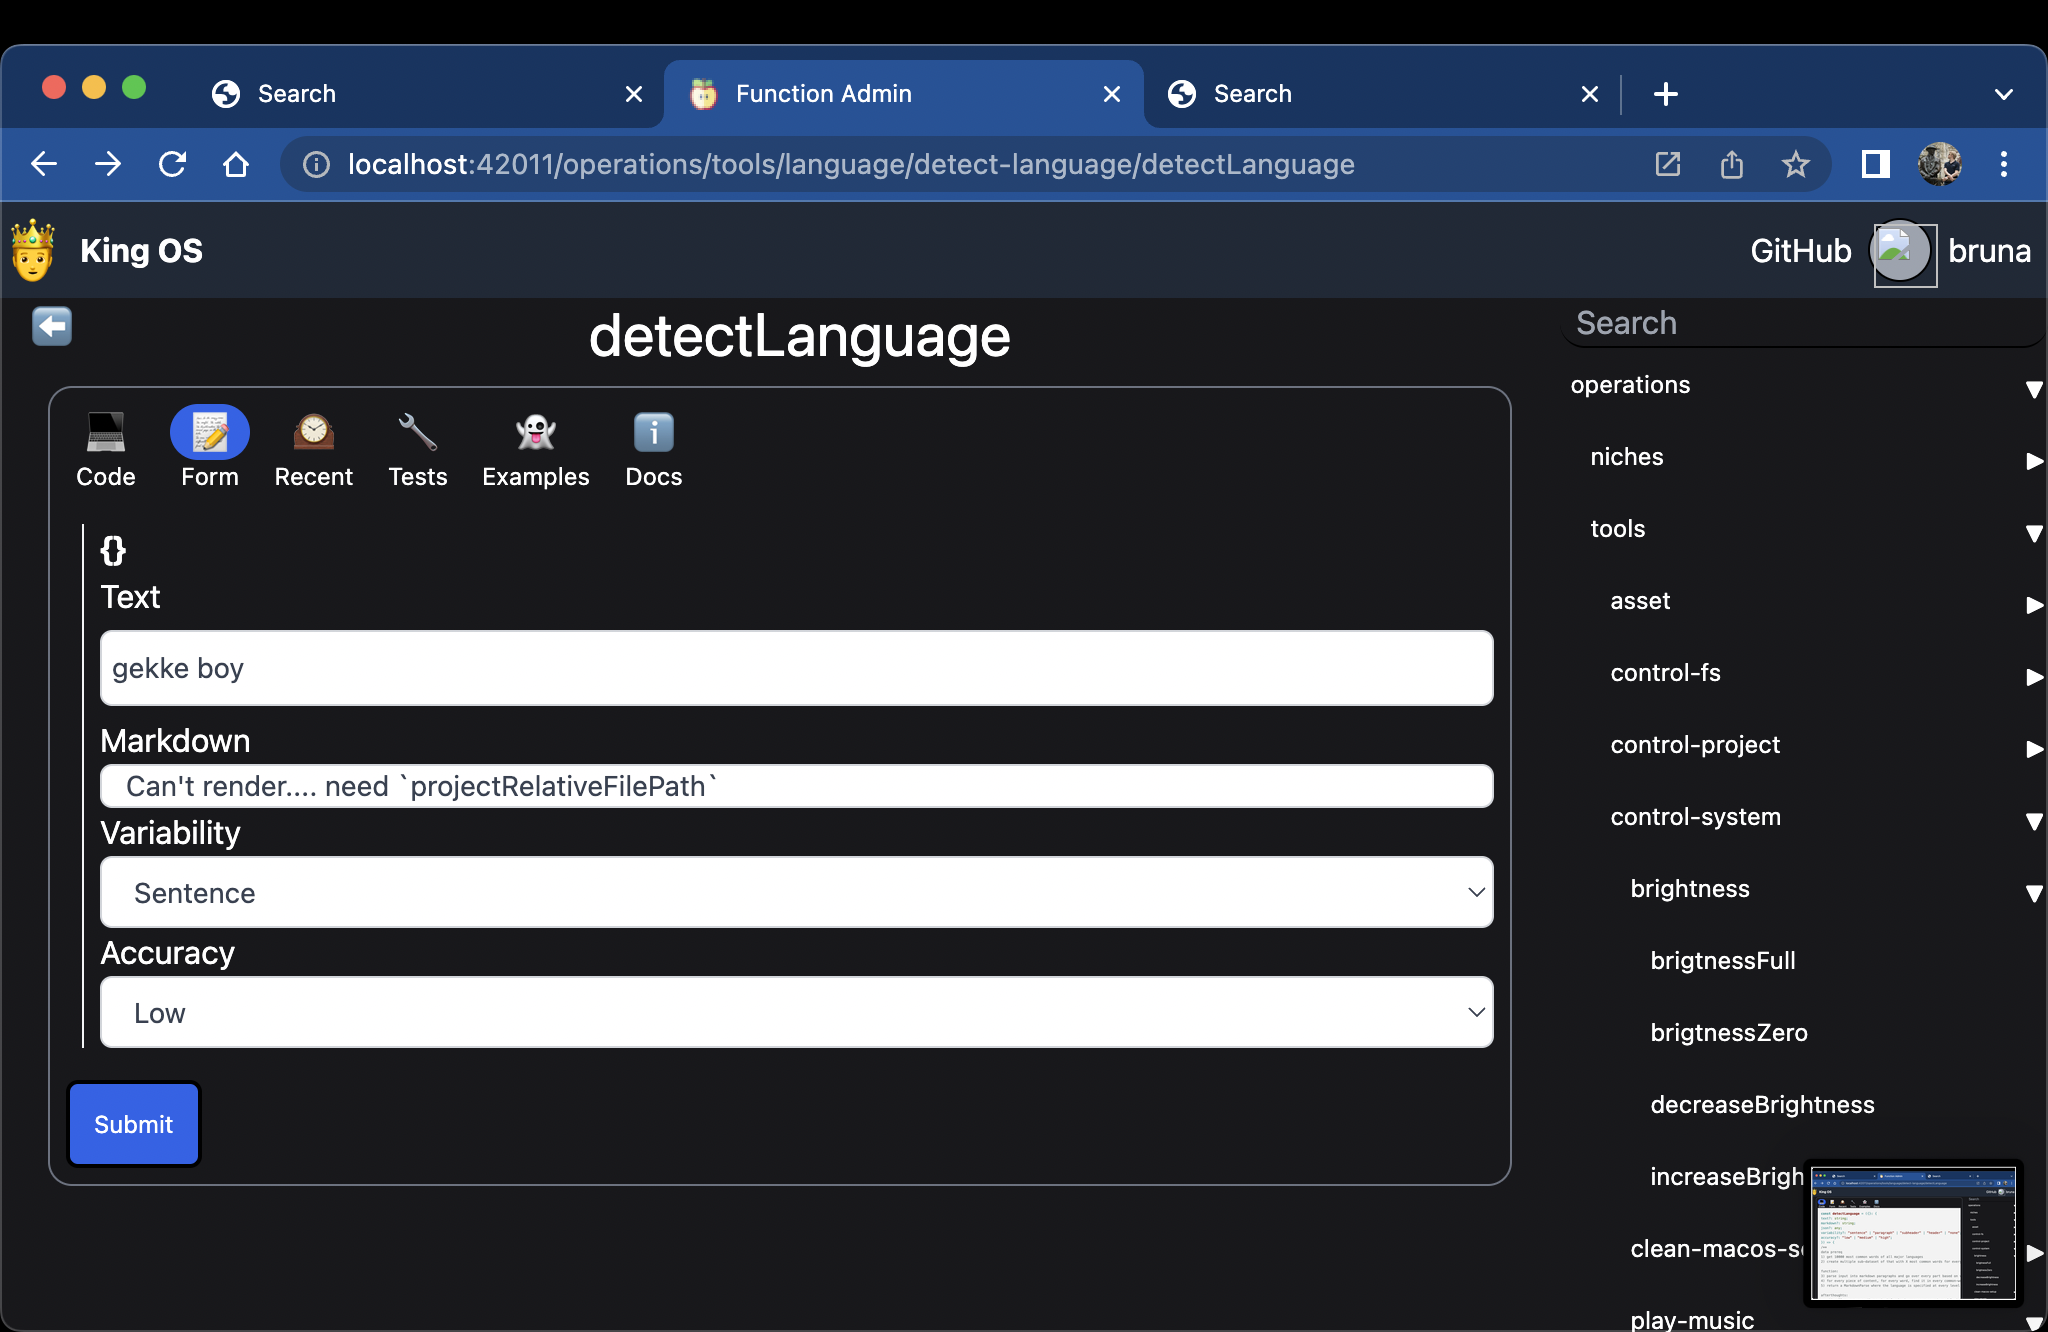 Search
Function Admin
Search
localhost:42011/operations/tools/language/detect-language/detectLanguage
King OS
GitHub
bruna
detectLanguage
Code
Form
Recent
Tests
Examples
Docs
{}
Text
gekke boy
Markdown
Can't render.... need `projectRelativeFilePath`
Variability
Sentence
Accuracy
Low
Submit
Search
operations
niches
tools
asset
control-fs
control-project
control-system
brightness
brigtnessFull
brigtnessZero
decreaseBrightness
increaseBrigh
clean-macos-s
play-music